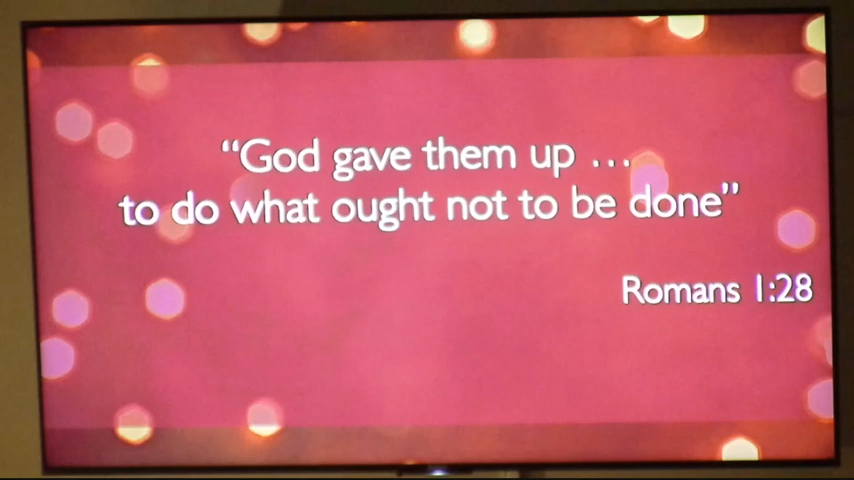 “God gave them up ...
to do what ought not to be done”
Romans 1:28